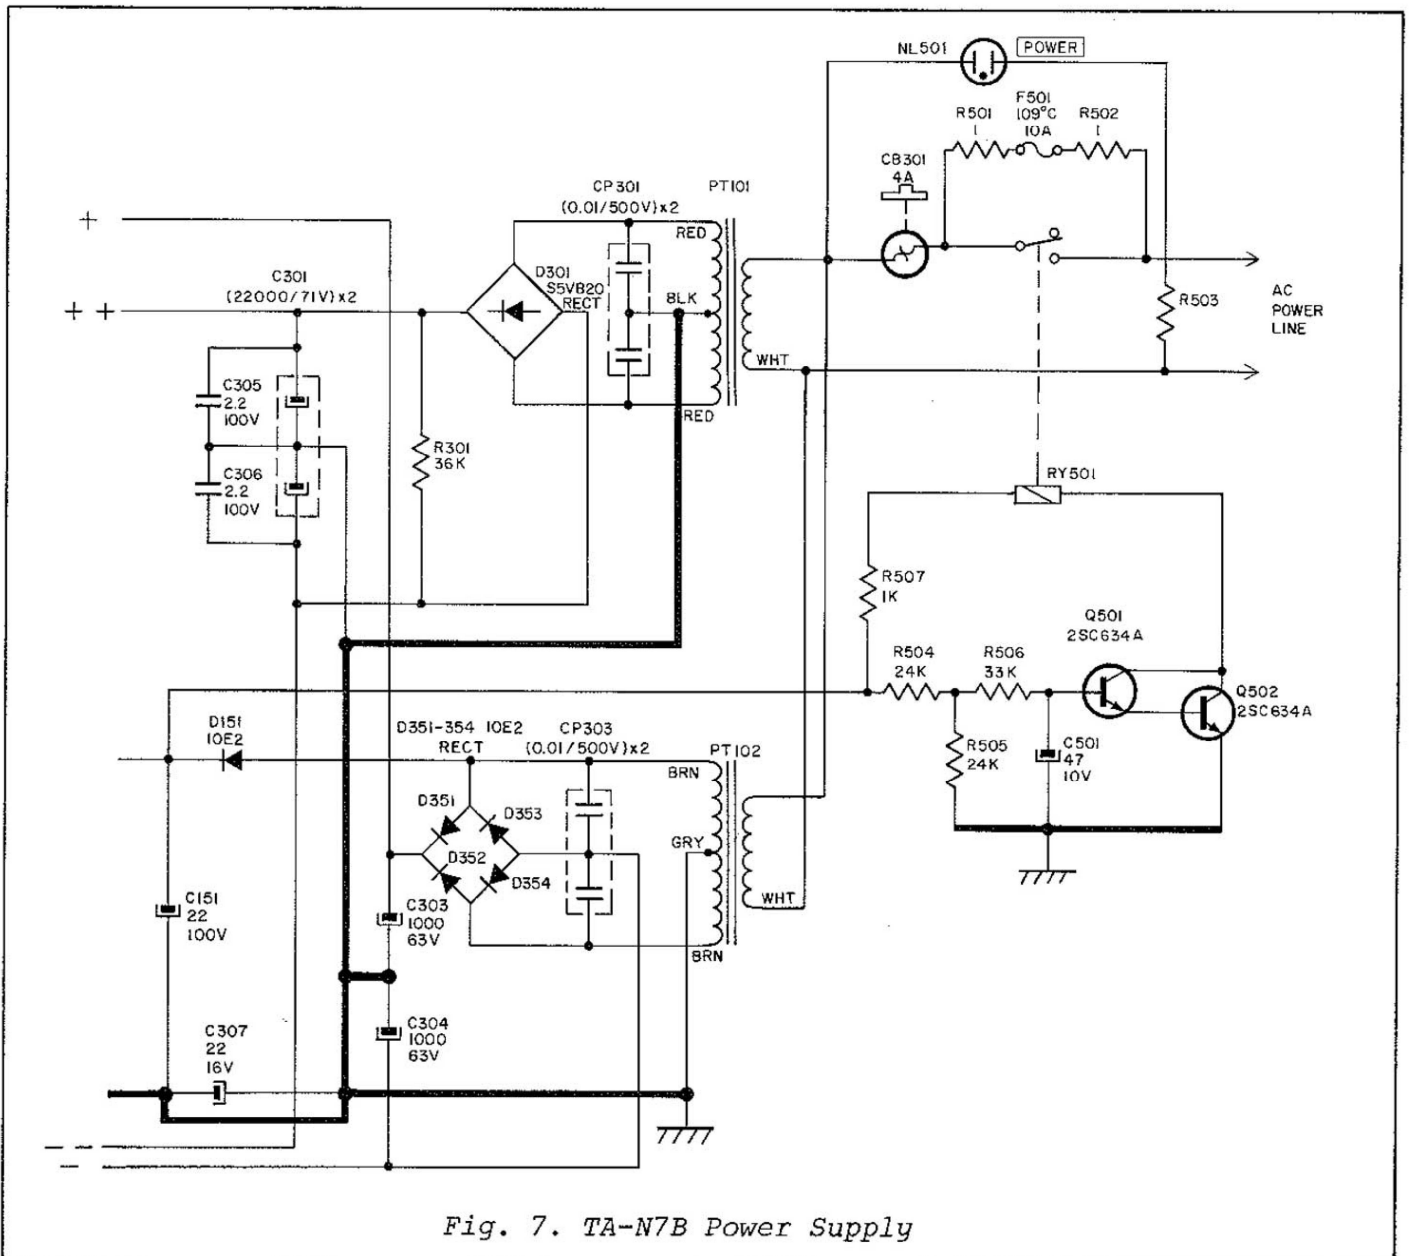 NL501
POWER
F501
109°C
10A
R501
1
R502
1
CB301
4A
CP301
(0.01/500V)x2
PT101
+
RED
C301
(22000/71V)x2
D301
S5VB20
RECT
BLK
R503
AC
POWER
LINE
+ +
WHT
C305
2.2
100V
RED
R301
36K
C306
2.2
100V
RY501
R507
1K
Q501
2SC634A
R504
24K
R506
33K
Q502
2SC634A
D151
10E2
D351-354 10E2
RECT
CP303
(0.01/500V)x2
PT102
R505
24K
C501
47
10V
BRN
D351
D353
GRY
D352
D354
WHT
C151
22
100V
C303
1000
63V
BRN
C307
22
16V
C304
1000
63V
- -
-
Fig. 7. TA-N7B Power Supply